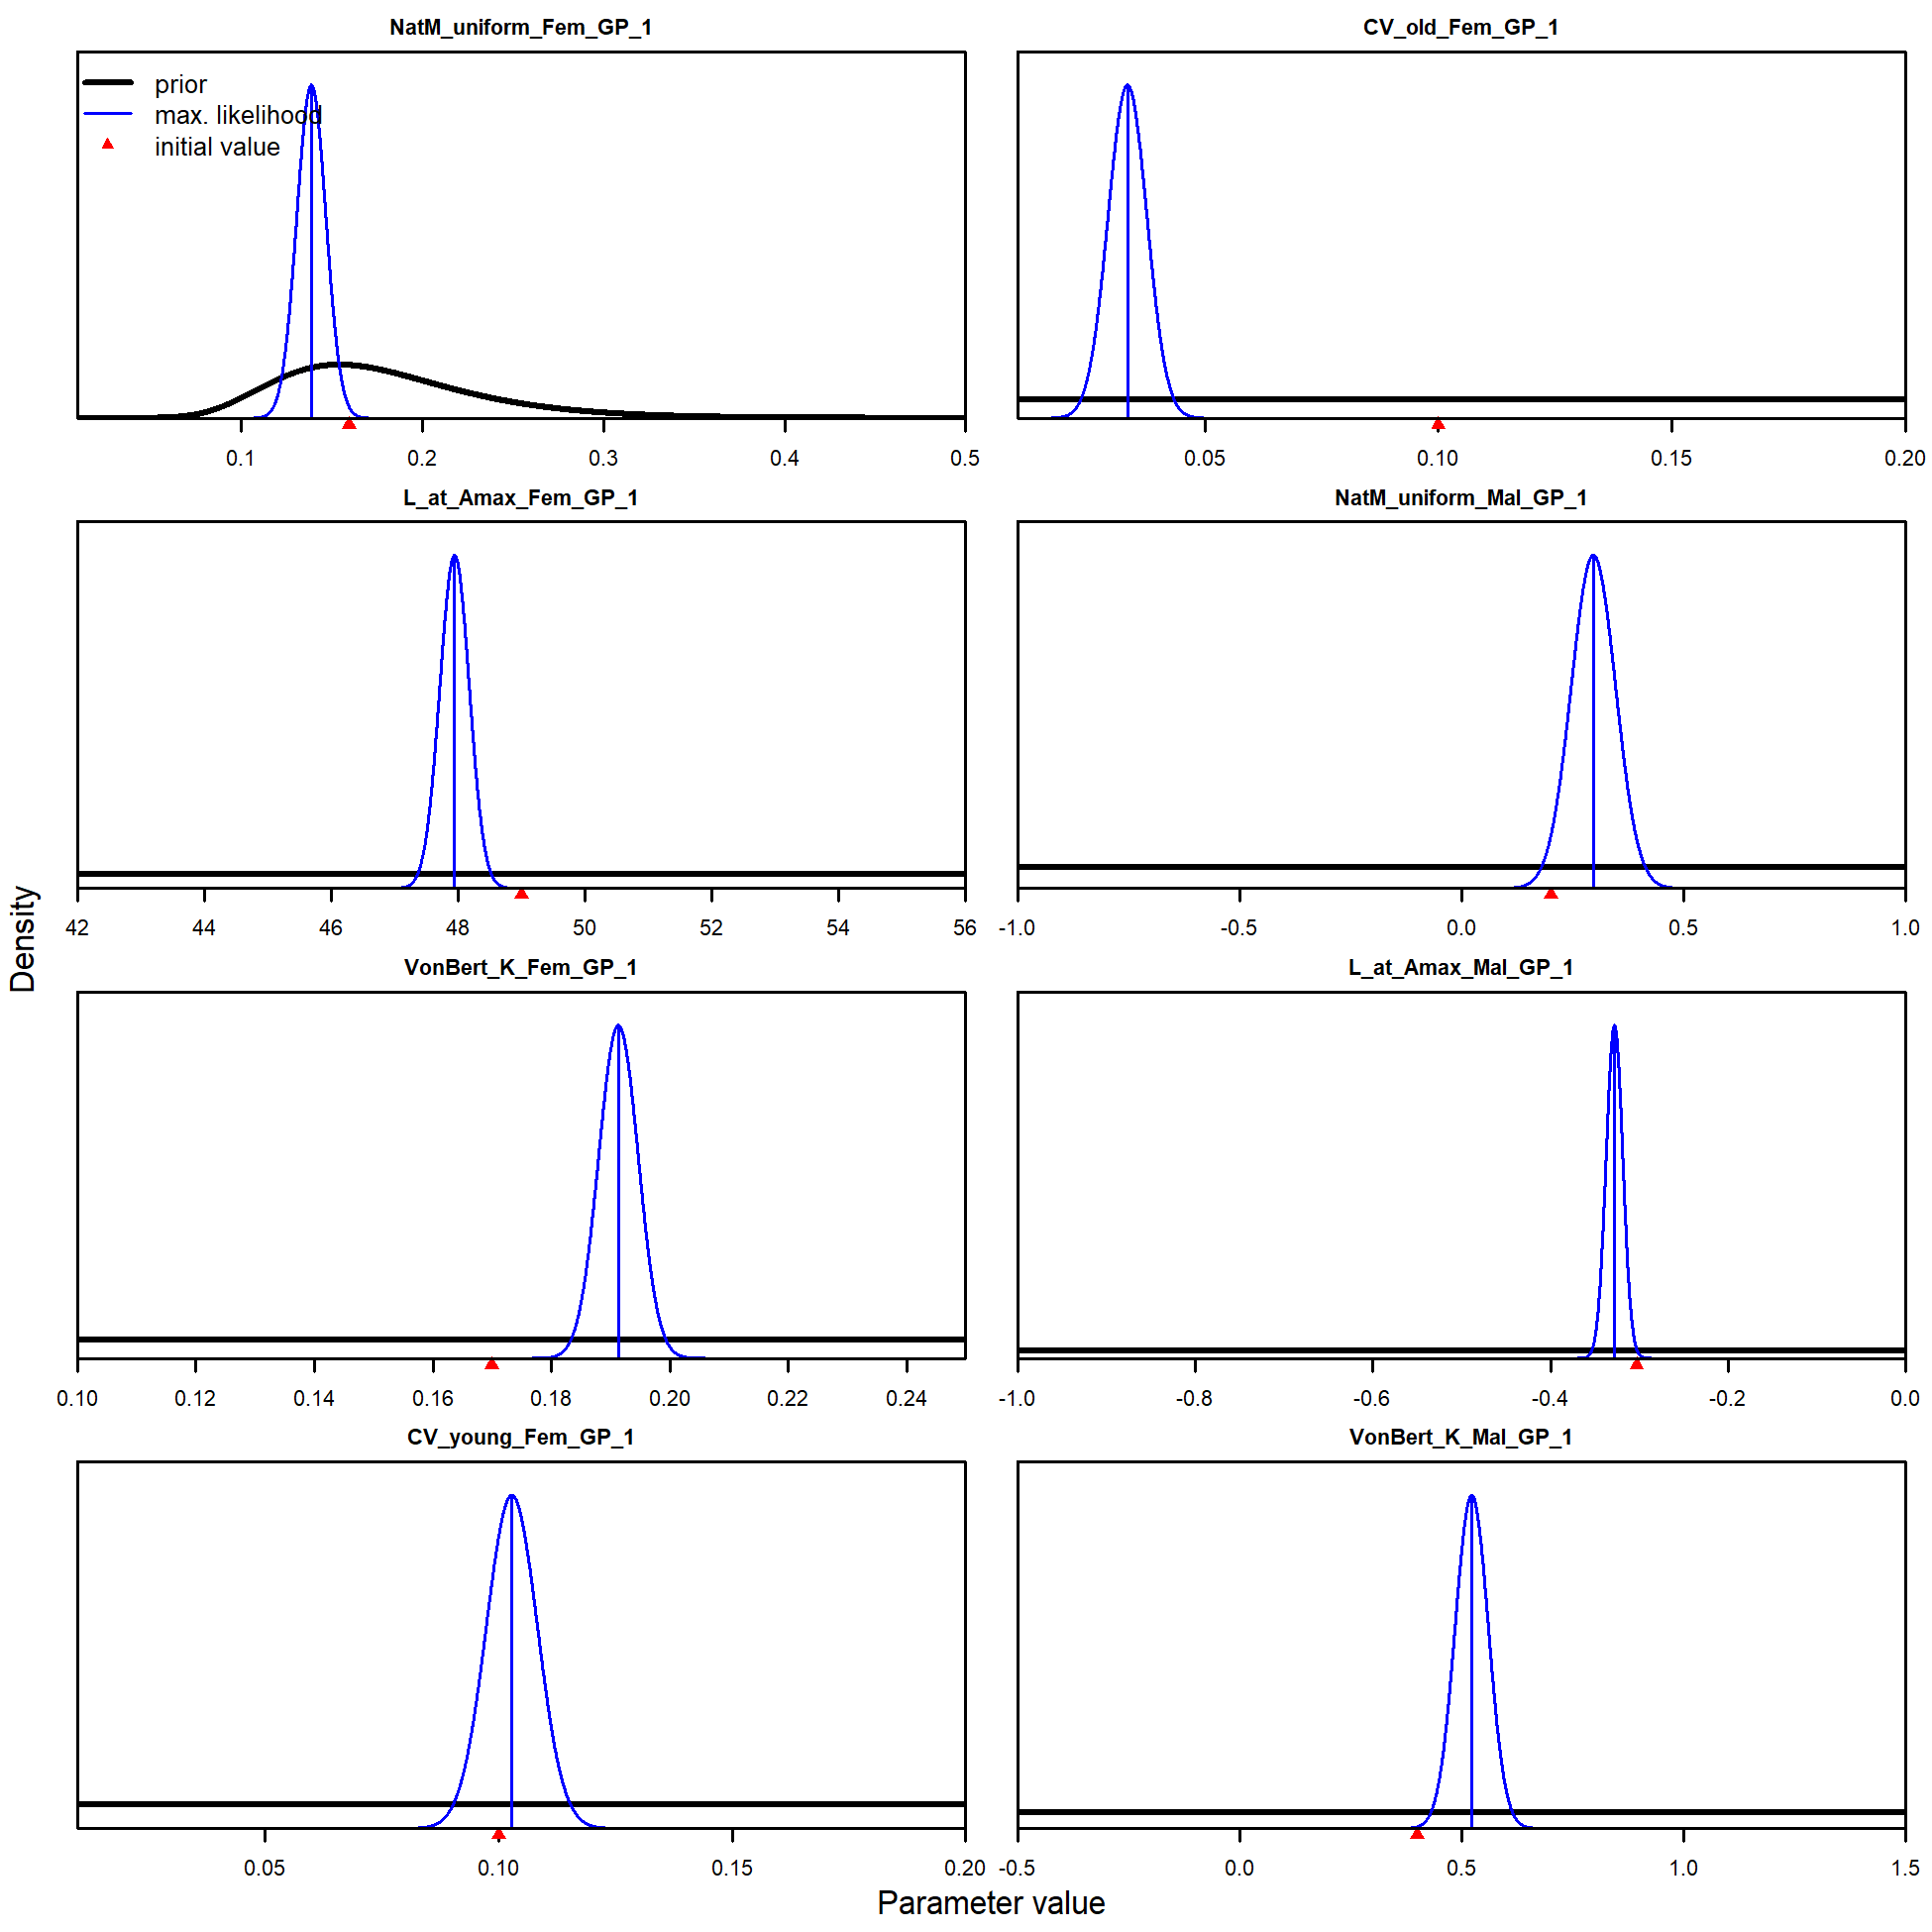 NatM_uniform_Fem_GP_1
prior
max. likelihood
initial value
0.1 0.2 0.3 0.4 0.5
CV_old_Fem_GP_1
0.05 0.10 0.15 0.20
L_at_Amax_Fem_GP_1
42 44 46 48 50 52 54 56
NatM_uniform_Mal_GP_1
-1.0 -0.5 0.0 0.5 1.0
VonBert_K_Fem_GP_1
0.10 0.12 0.14 0.16 0.18 0.20 0.22 0.24
L_at_Amax_Mal_GP_1
-1.0 -0.8 -0.6 -0.4 -0.2 0.0
CV_young_Fem_GP_1
0.05 0.10 0.15 0.20
VonBert_K_Mal_GP_1
-0.5 0.0 0.5 1.0 1.5
Density
Parameter value